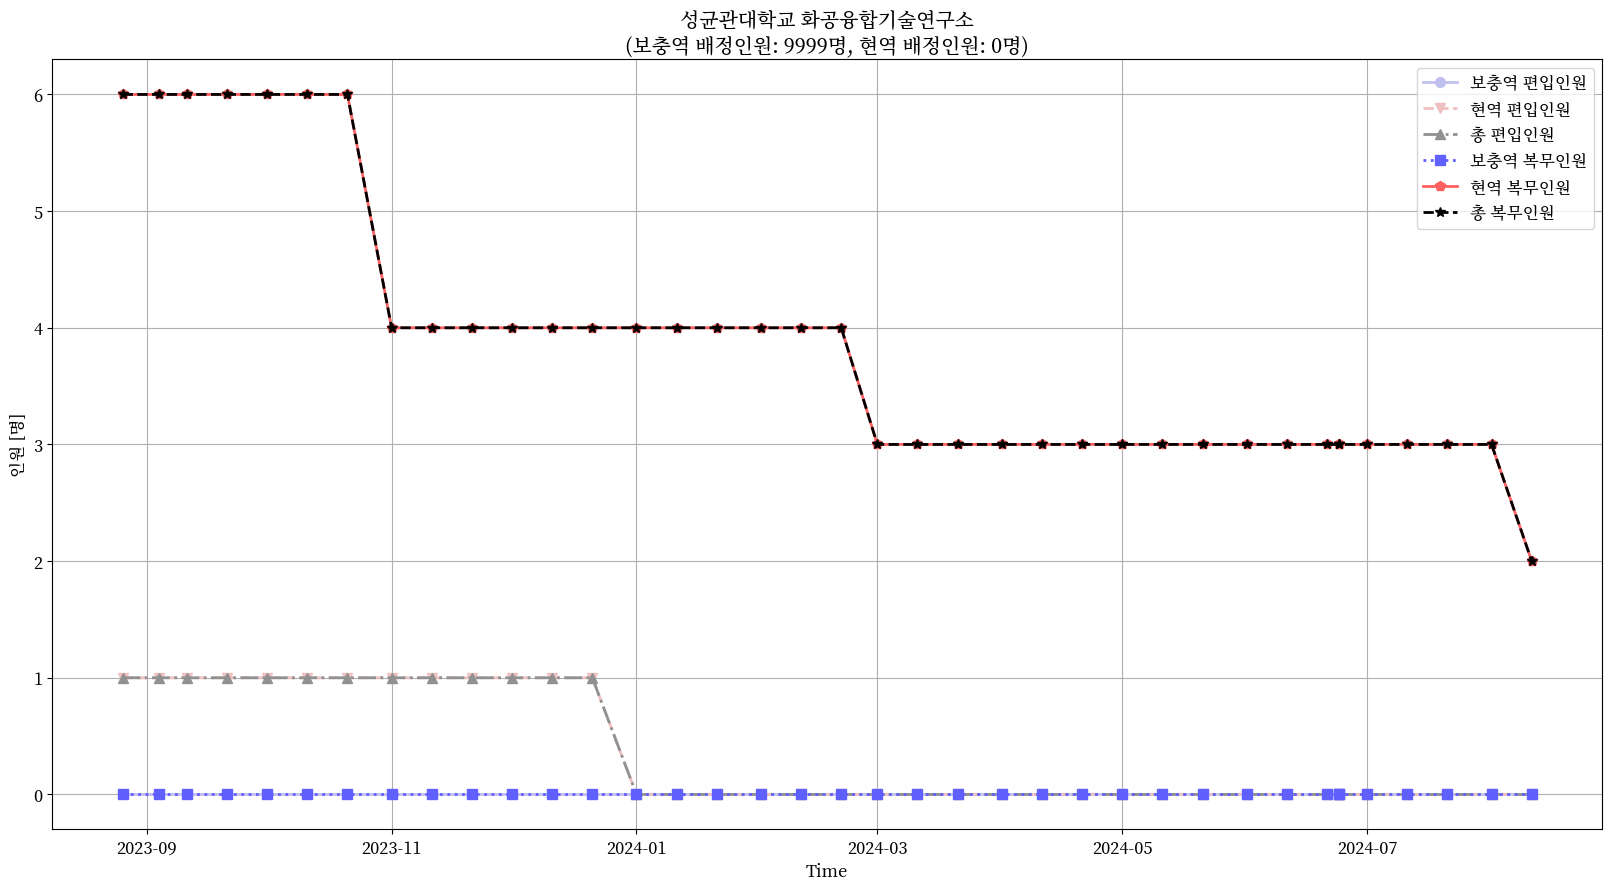 성균관대학교 화공융합기술연구소
(보충역 배정인원: 9999명, 현역 배정인원: 0명)
보충역 편입인원
현역 편입인원
총 편입인원
보충역 복무인원
현역 복무인원
총 복무인원
인원 [명]
6
5
4
3
2
1
0
2023-09
2023-11
2024-01
2024-03
2024-05
2024-07
Time